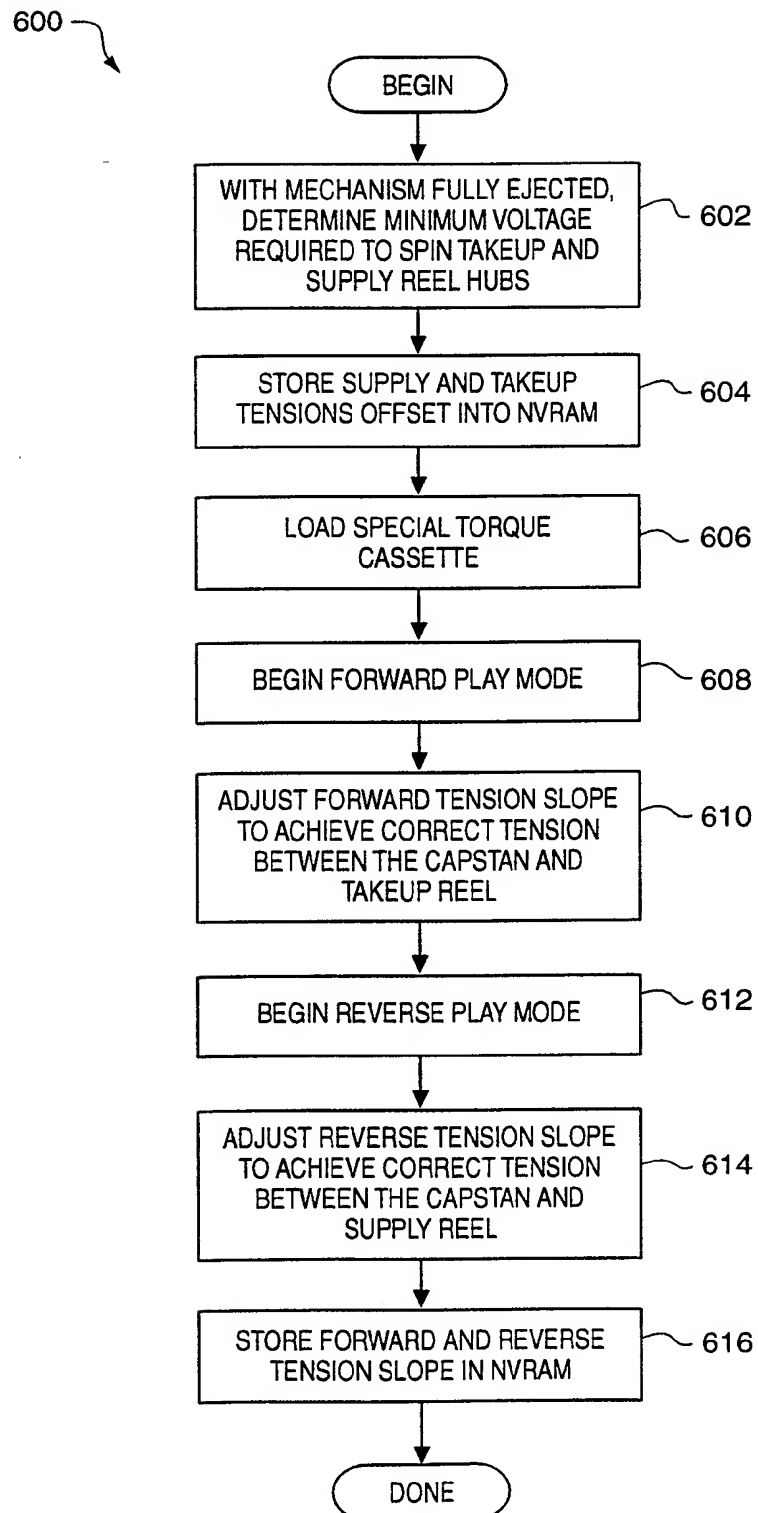 600
BEGIN
WITH MECHANISM FULLY EJECTED,
DETERMINE MINIMUM VOLTAGE
REQUIRED TO SPIN TAKEUP AND
SUPPLY REEL HUBS
602
STORE SUPPLY AND TAKEUP
TENSIONS OFFSET INTO NVRAM
604
LOAD SPECIAL TORQUE
CASSETTE
606
BEGIN FORWARD PLAY MODE
608
ADJUST FORWARD TENSION SLOPE
TO ACHIEVE CORRECT TENSION
BETWEEN THE CAPSTAN AND
TAKEUP REEL
610
BEGIN REVERSE PLAY MODE
612
ADJUST REVERSE TENSION SLOPE
TO ACHIEVE CORRECT TENSION
BETWEEN THE CAPSTAN AND
SUPPLY REEL
614
STORE FORWARD AND REVERSE
TENSION SLOPE IN NVRAM
616
DONE